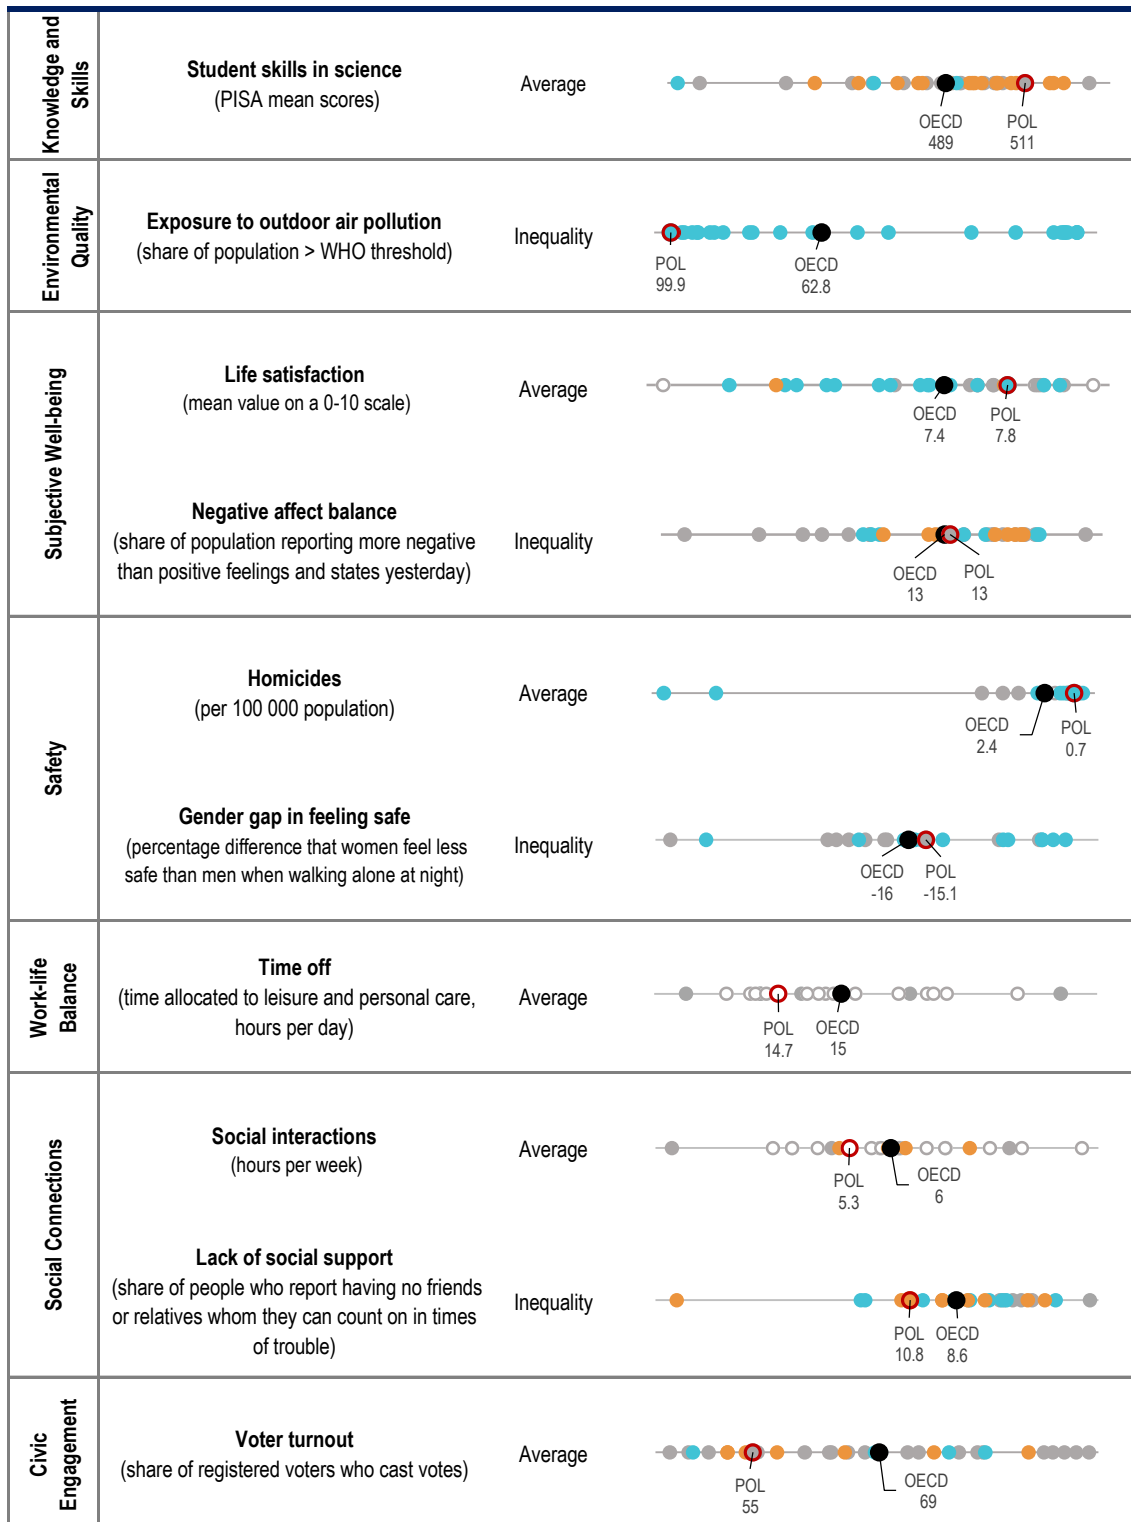 Knowledge and
Skills
Student skills in science
(PISA mean scores)
Average
OECD
489
POL
511
Environmental
Quality
Exposure to outdoor air pollution
(share of population > WHO threshold)
Inequality
POL
99.9
OECD
62.8
Subjective Well-being
Life satisfaction
(mean value on a 0-10 scale)
Average
OECD
7.4
POL
7.8
Negative affect balance
(share of population reporting more negative
than positive feelings and states yesterday)
Inequality
OECD
13
POL
13
Safety
Homicides
(per 100 000 population)
Average
OECD
2.4
POL
0.7
Gender gap in feeling safe
(percentage difference that women feel less
safe than men when walking alone at night)
Inequality
OECD
-16
POL
-15.1
Work-life
Balance
Time off
(time allocated to leisure and personal care,
hours per day)
Average
POL
14.7
OECD
15
Social Connections
Social interactions
(hours per week)
Average
POL
5.3
OECD
6
Lack of social support
(share of people who report having no friends
or relatives whom they can count on in times
of trouble)
Inequality
POL
10.8
OECD
8.6
Civic
Engagement
Voter turnout
(share of registered voters who cast votes)
Average
POL
55
OECD
69